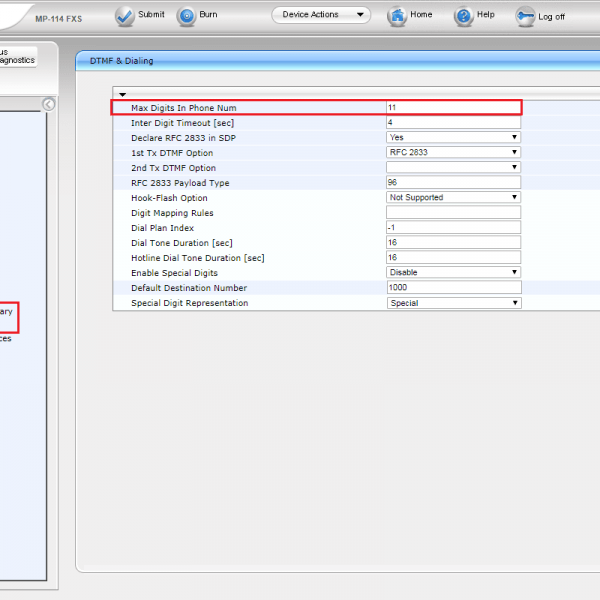 MP-114 FXS Submit Burn Device Actions Home Help Log off
us
agnostics
DTMF & Dialing
Max Digits In Phone Num 11
Inter Digit Timeout [sec] 4
Declare RFC 2833 in SDP Yes
1st Tx DTMF Option RFC 2833
2nd Tx DTMF Option
RFC 2833 Payload Type 96
Hook-Flash Option Not Supported
Digit Mapping Rules
Dial Plan Index -1
Dial Tone Duration [sec] 16
Hotline Dial Tone Duration [sec] 16
Enable Special Digits Disable
Default Destination Number 1000
Special Digit Representation Special
ary
ces